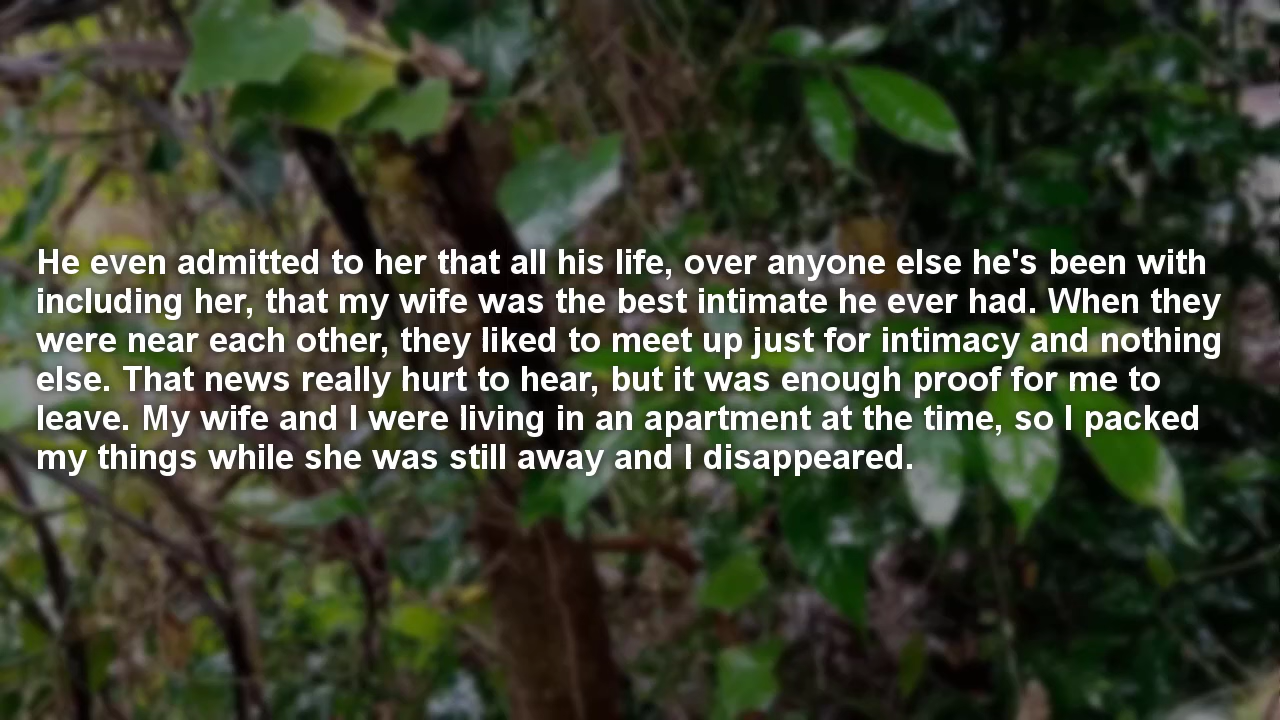 He even admitted to her that all his life, over anyone else he's been with
including her, that my wife was the best intimate he ever had. When they
were near each other, they liked to meet up just for intimacy and nothing
else. That news really hurt to hear, but it was enough proof for me to
leave. My wife and I were living in an apartment at the time, so I packed
my things while she was still away and I disappeared.